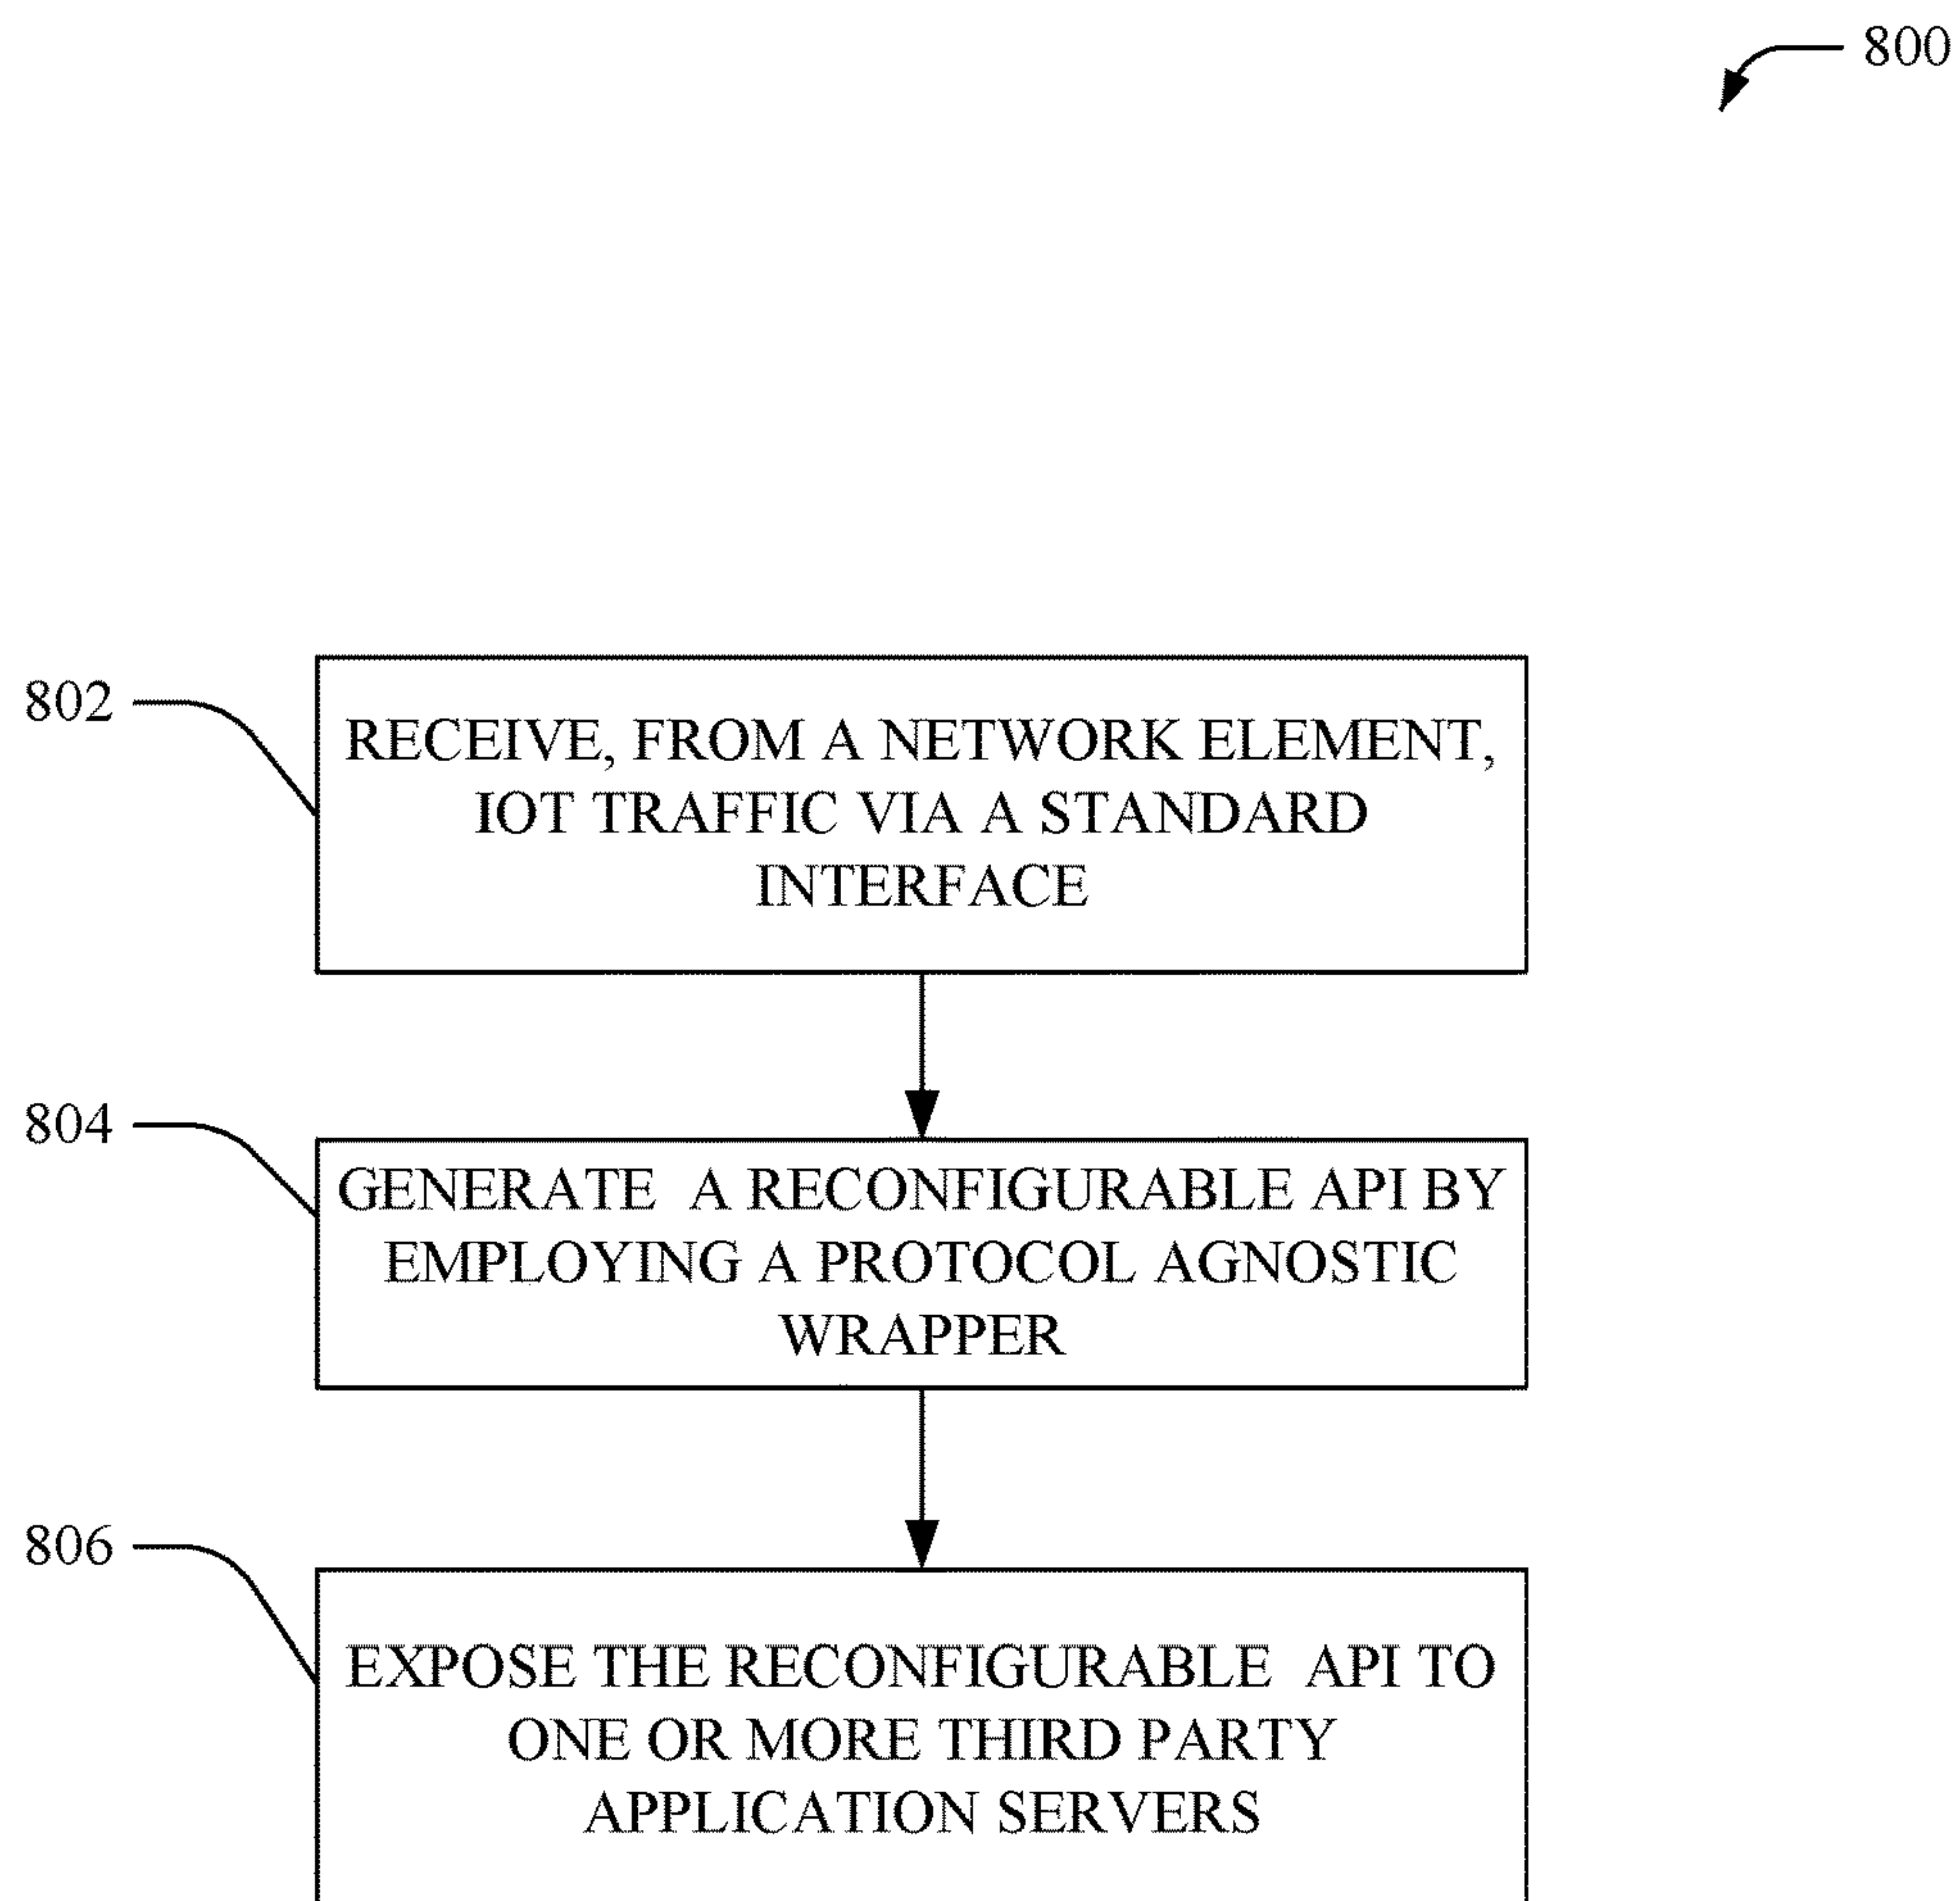 800
802
RECEIVE, FROM A NETWORK ELEMENT,
IOT TRAFFIC VIA A STANDARD
INTERFACE
804
GENERATE A RECONFIGURABLE API BY
EMPLOYING A PROTOCOL AGNOSTIC
WRAPPER
806
EXPOSE THE RECONFIGURABLE API TO
ONE OR MORE THIRD PARTY
APPLICATION SERVERS